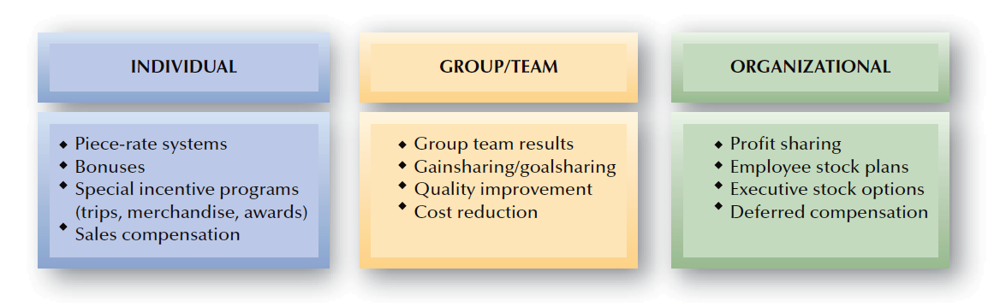 INDIVIDUAL
Piece-rate systems
Bonuses
Special incentive programs
(trips, merchandise, awards)
Sales compensation
GROUP/TEAM
Group team results
Gainsharing/goalsharing
Quality improvement
Cost reduction
ORGANIZATIONAL
Profit sharing
Employee stock plans
Executive stock options
Deferred compensation